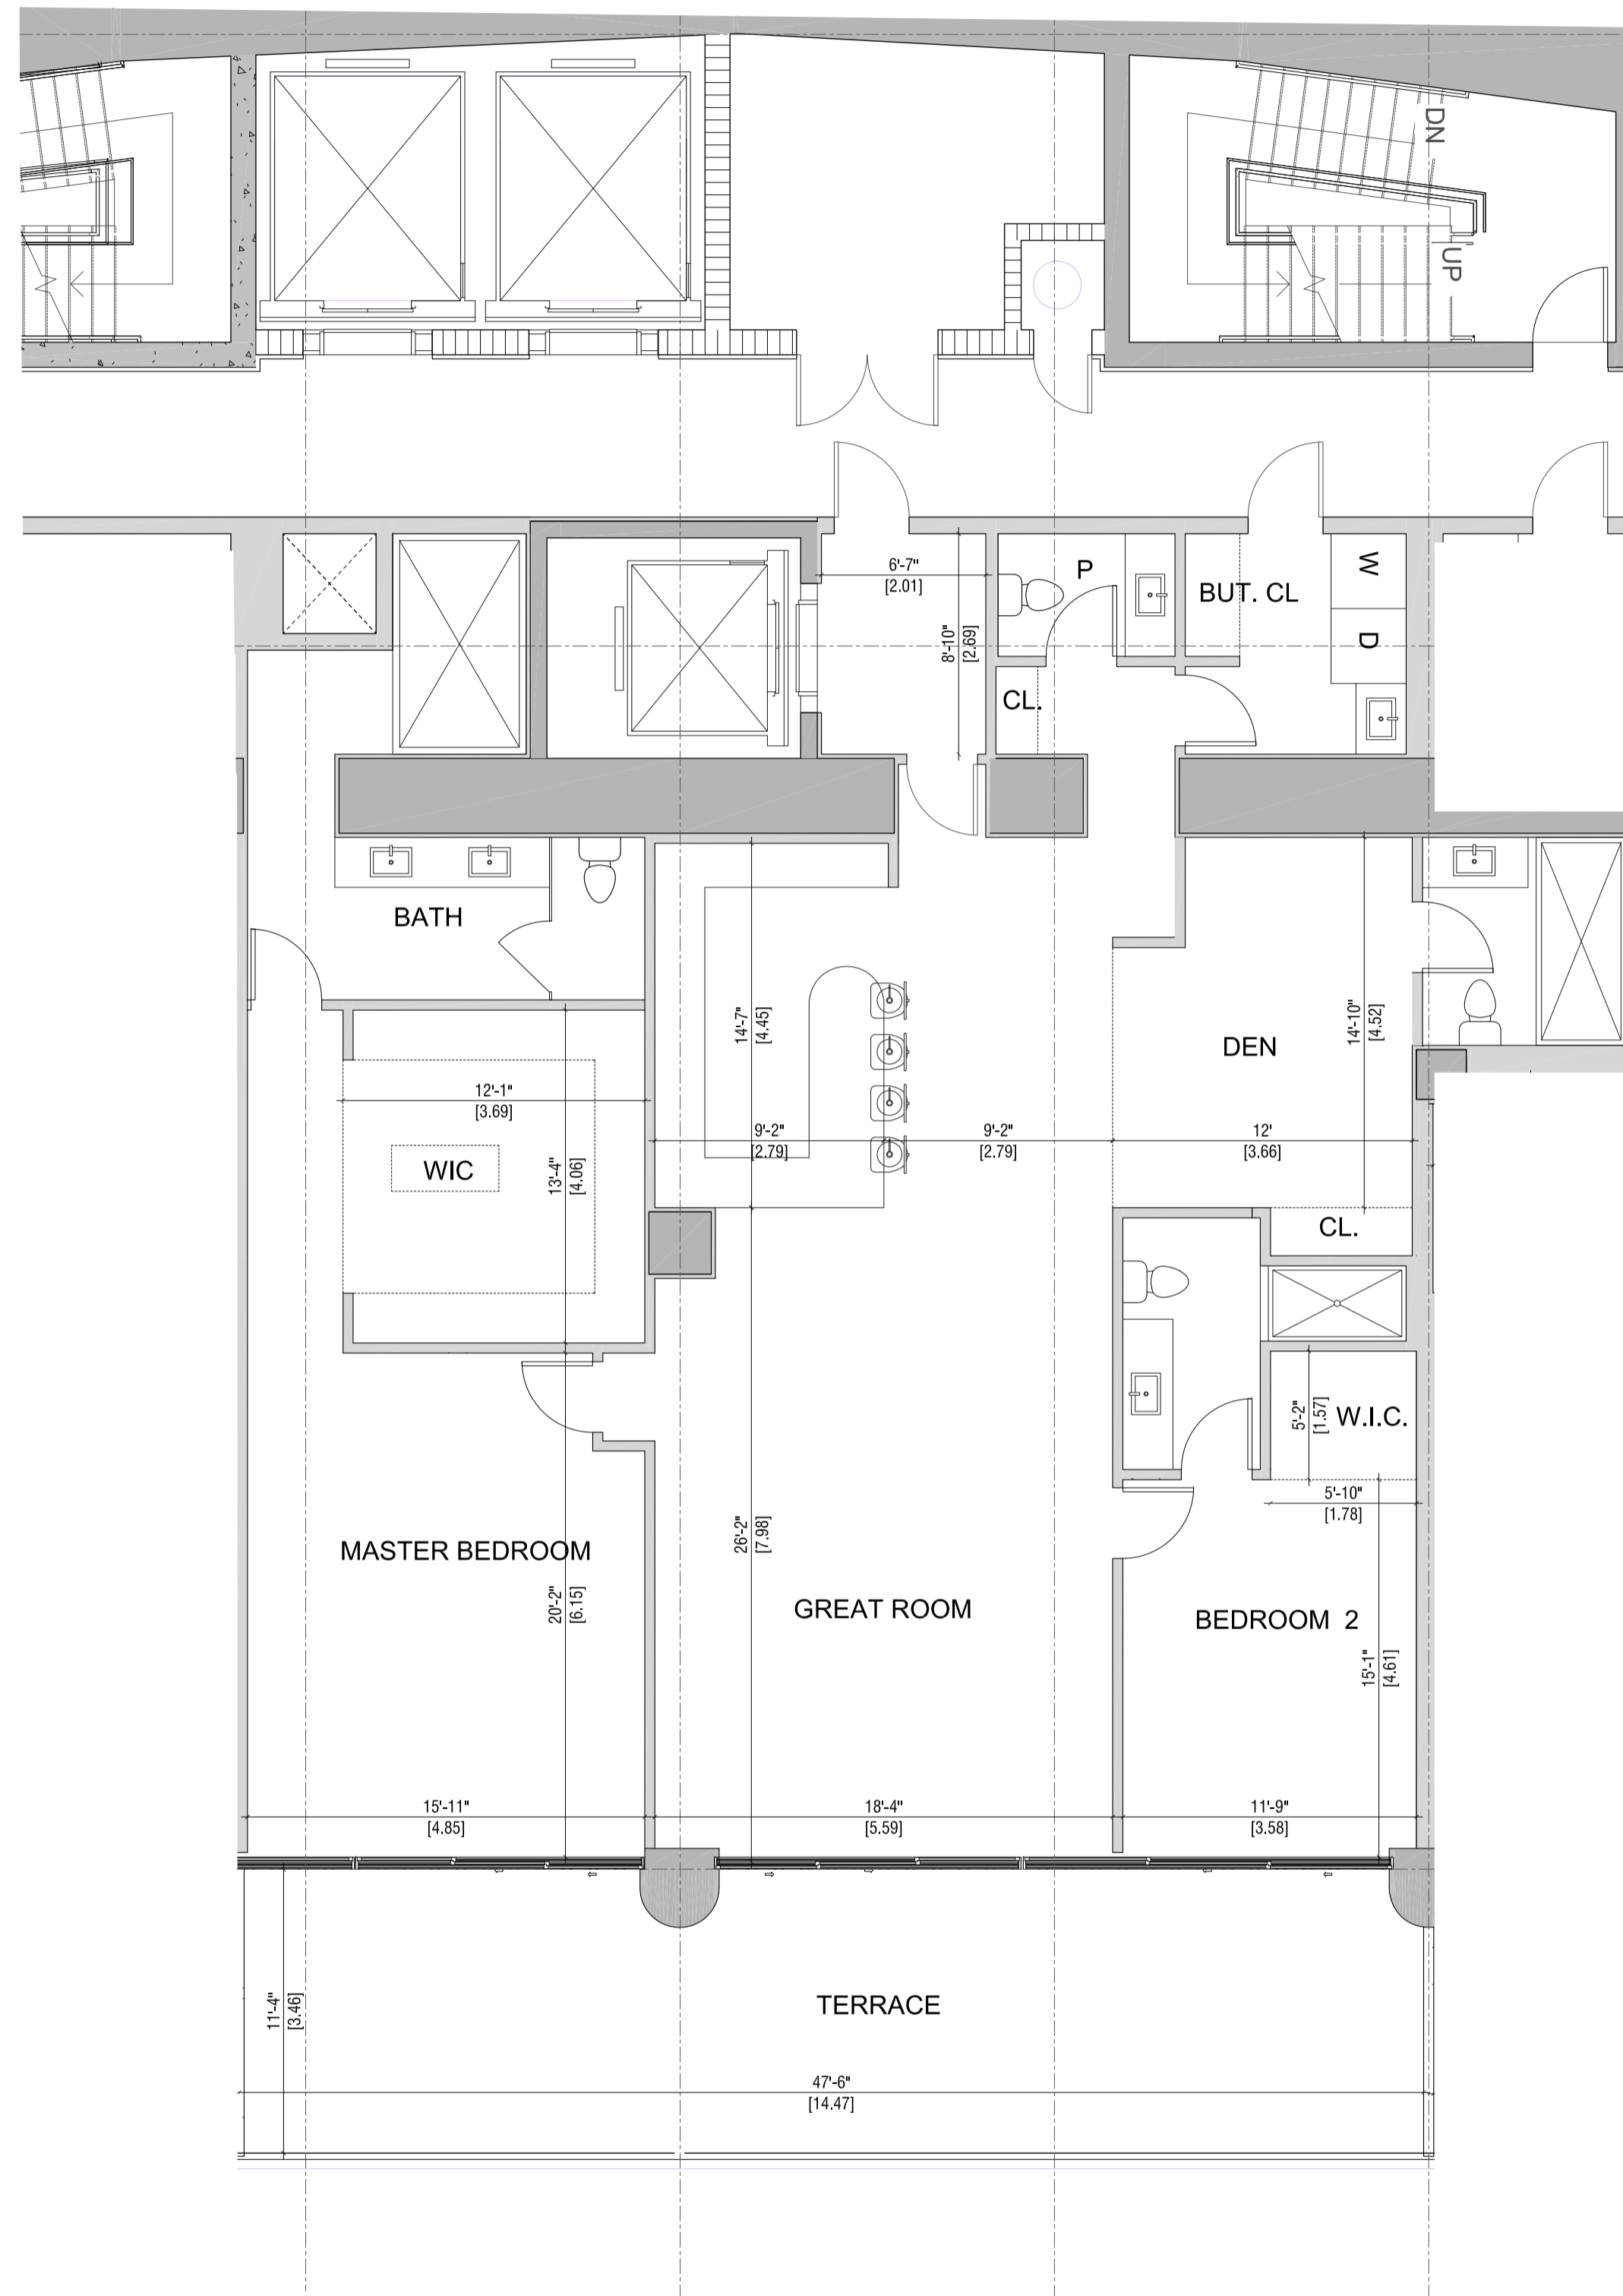 DN
UP
6'-7"
[2.01]
8'-10"
[2.69]
P
BUT. CL
W
D
CL.
BATH
14'-7"
[4.45]
14'-10"
[4.52]
DEN
12'-1"
[3.69]
9'-2"
[2.79]
9'-2"
[2.79]
12'
[3.66]
WIC
13'-4"
[4.06]
CL.
5'-2"
[1.57]
W.I.C.
5'-10"
[1.78]
MASTER BEDROOM
26'-2"
[7.98]
20'-2"
[6.15]
GREAT ROOM
BEDROOM 2
15'-1"
[4.61]
15'-11"
[4.85]
18'-4"
[5.59]
11'-9"
[3.58]
11'-4"
[3.46]
TERRACE
47'-6"
[14.47]